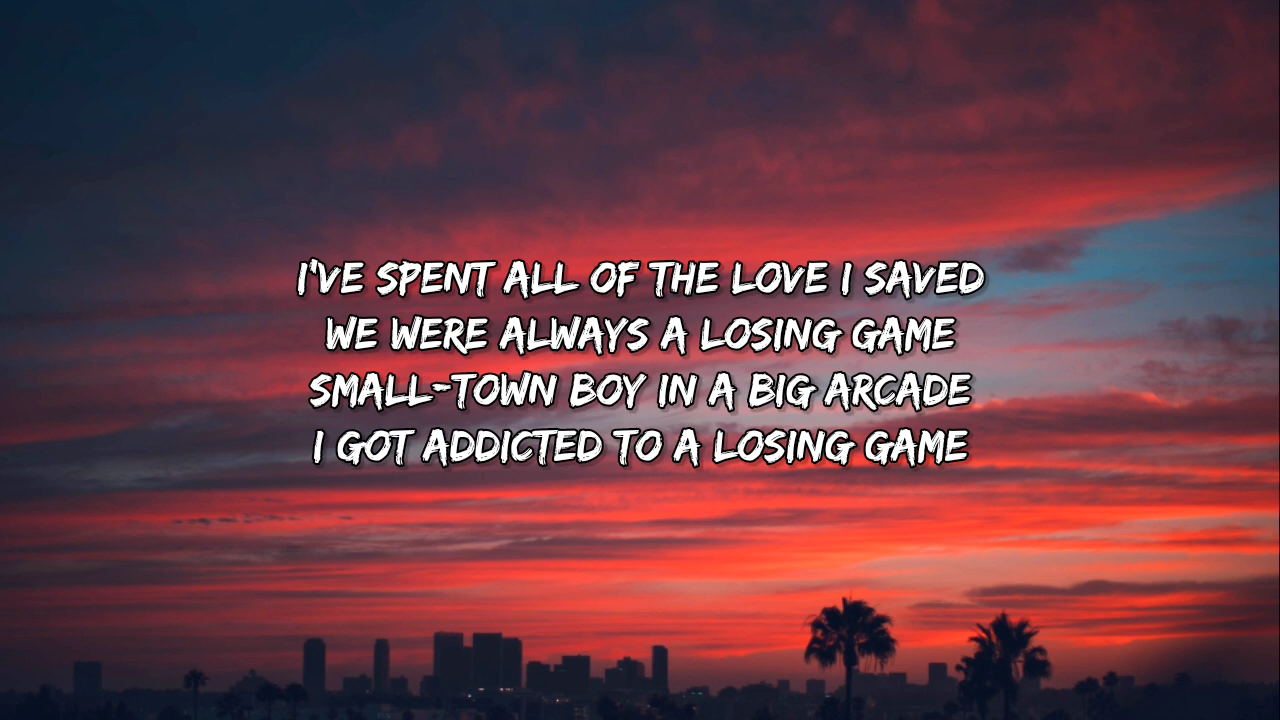 I'VE SPENT ALL OF THE LOVE I SAVED
WE WERE ALWAYS A LOSING GAME
SMALL-TOWN BOY IN A BIG ARCADE
I GOT ADDICTED TO A LOSING GAME